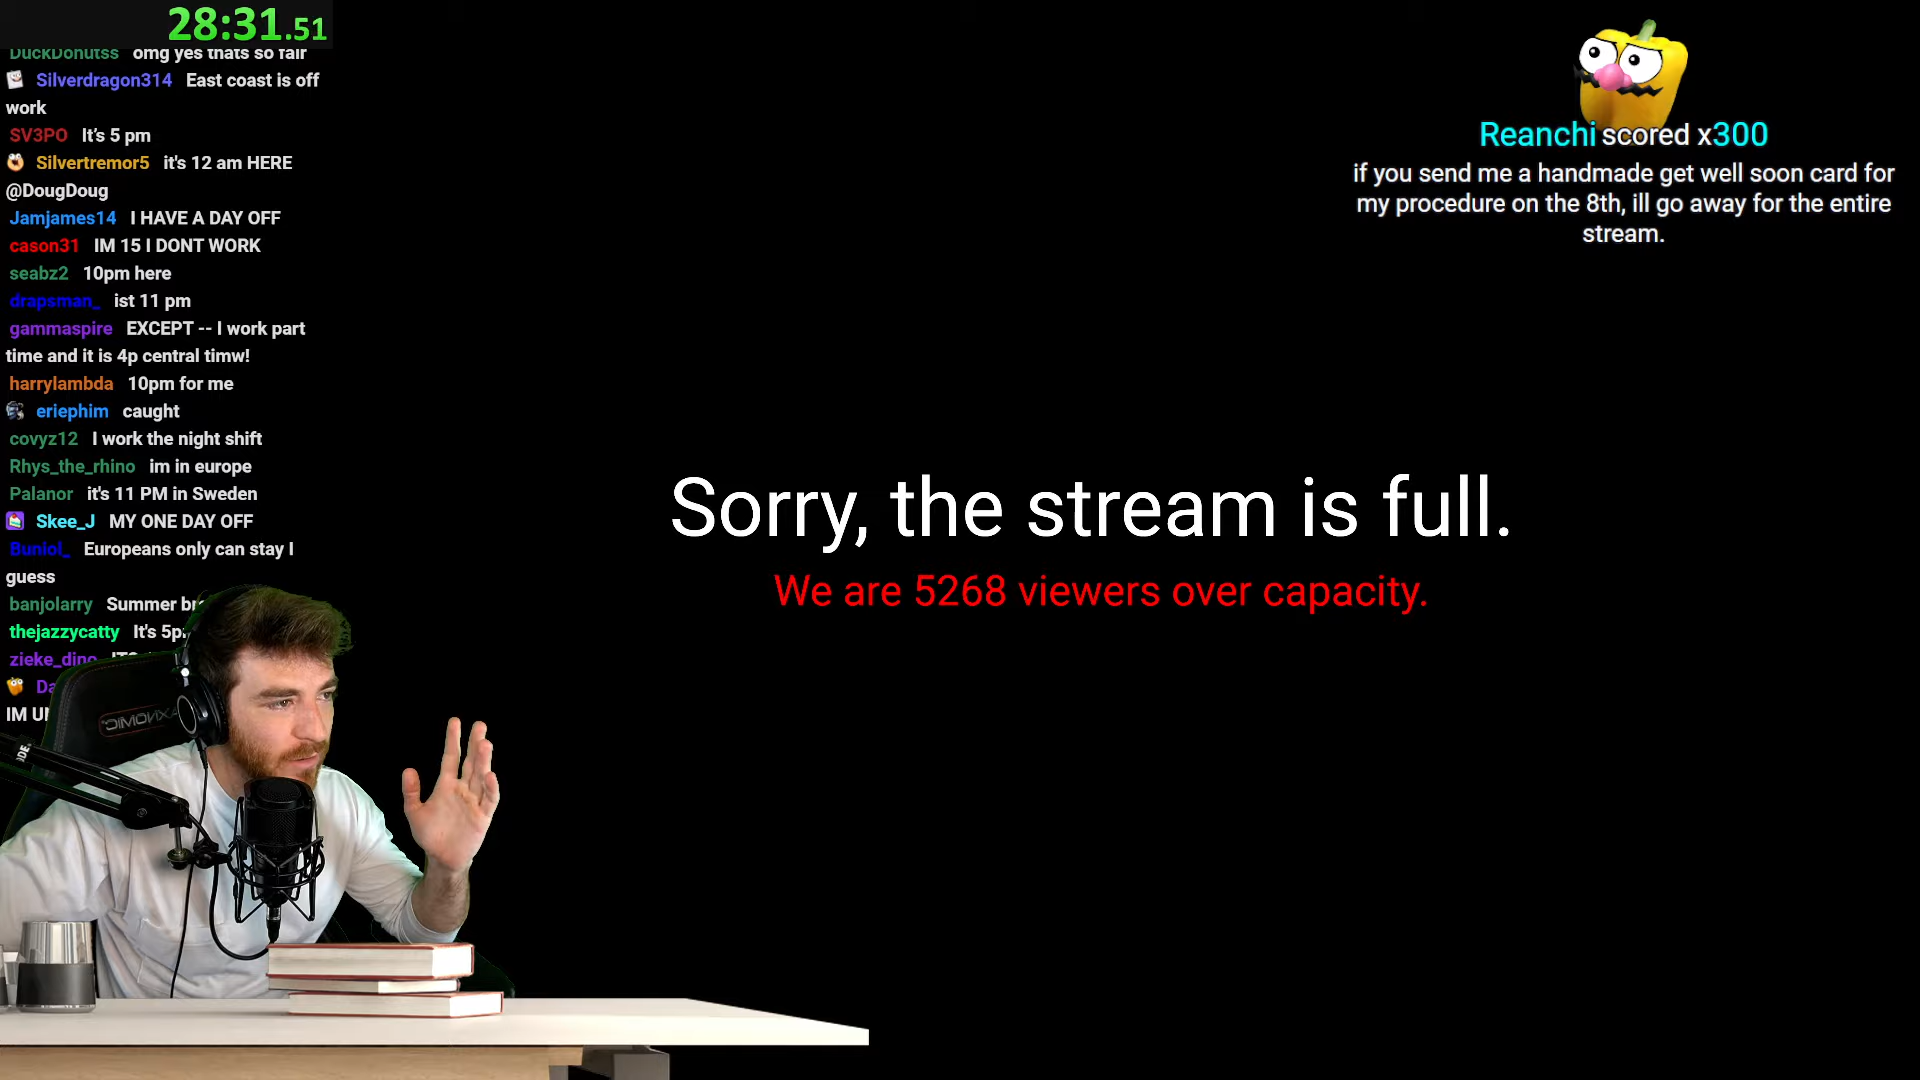 28:31.51
DuckDonutss omg yes thats so fair
Silverdragon314 East coast is off
work
SV3PO It's 5 pm
Silvertremor5 it's 12 am HERE
@DougDoug
Jamjames14 I HAVE A DAY OFF
cason31 IM 15 I DONT WORK
seabz2 10pm here
drapsman_ ist 11 pm
gammaspire EXCEPT -- I work part
time and it is 4p central timw!
harrylambda 10pm for me
eriephim caught
covyz12 I work the night shift
Rhys_the_rhino im in europe
Palanor it's 11 PM in Sweden
Skee_J MY ONE DAY OFF
Buniol_ Europeans only can stay I
guess
banjolarry Summer
thejazzycatty It's
zieke_dino
IM
Reanchi scored x300
if you send me a handmade get well soon card for
my procedure on the 8th, ill go away for the entire
stream.
Sorry, the stream is full.
We are 5268 viewers over capacity.